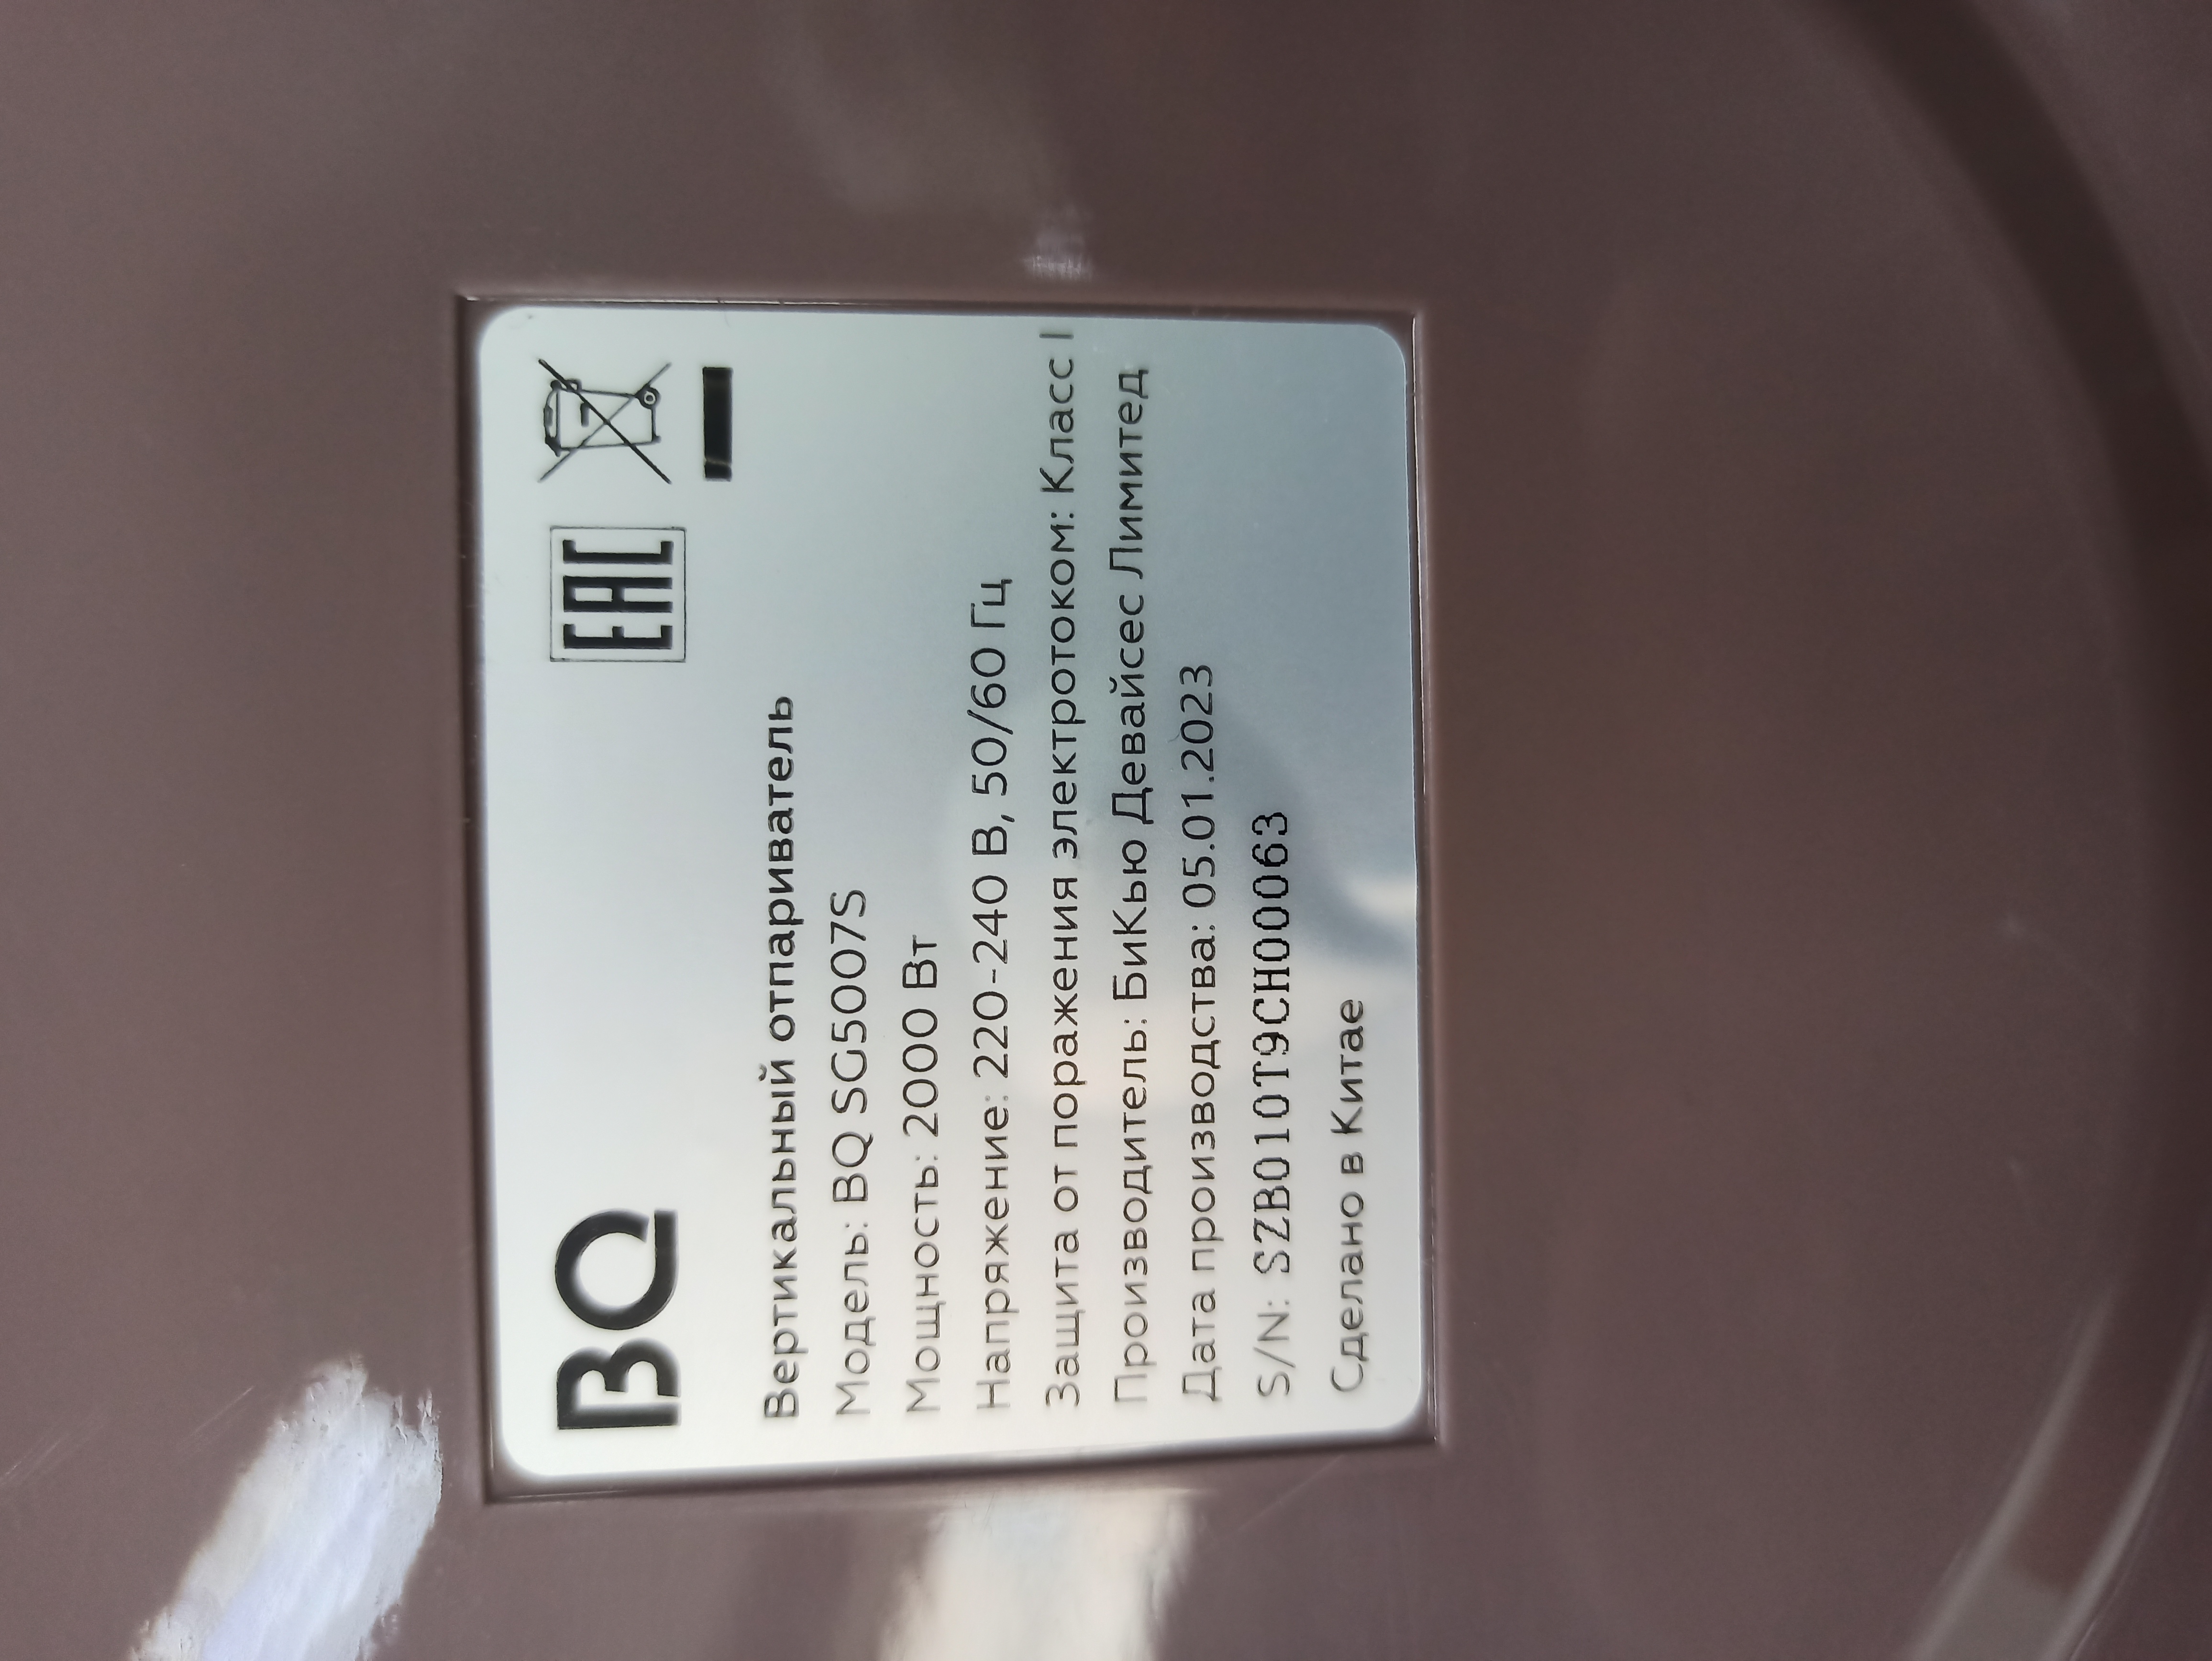 BQ EAC
Вертикальный отпариватель
Модель: BQ SG5007S
Мощность: 2000 Вт
Напряжение: 220-240 В, 50/60 Гц
Защита от поражения электротоком: Класс I
Производитель: БиКью Девайсес Лимитед
Дата производства: 05.01.2023
S/N: SZB010T9CH00063
Сделано в Китае